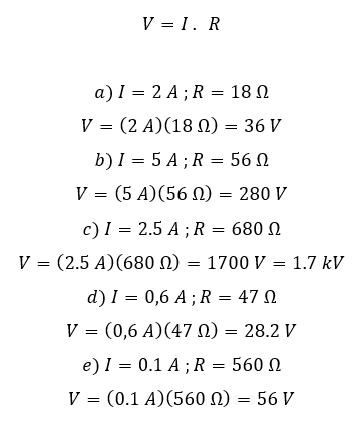 V = I . R
a) I = 2 A ; R = 18 Ω
V = (2 A)(18 Ω) = 36 V
b) I = 5 A ; R = 56 Ω
V = (5 A)(56 Ω) = 280 V
c) I = 2.5 A ; R = 680 Ω
V = (2.5 A)(680 Ω) = 1700 V = 1.7 kV
d) I = 0,6 A ; R = 47 Ω
V = (0,6 A)(47 Ω) = 28.2 V
e) I = 0.1 A ; R = 560 Ω
V = (0.1 A)(560 Ω) = 56 V